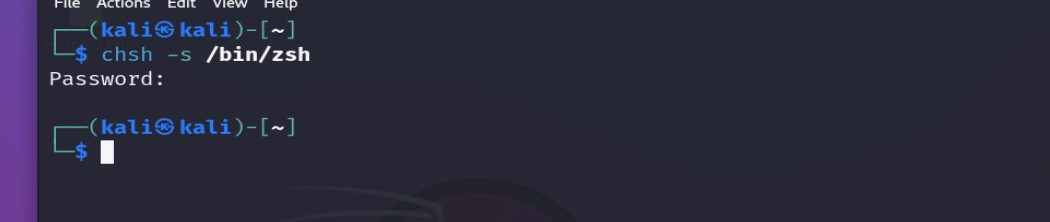 File Actions Edit View Help
┌──(kali㉿kali)-[~]
└─$ chsh -s /bin/zsh
Password:
┌──(kali㉿kali)-[~]
└─$